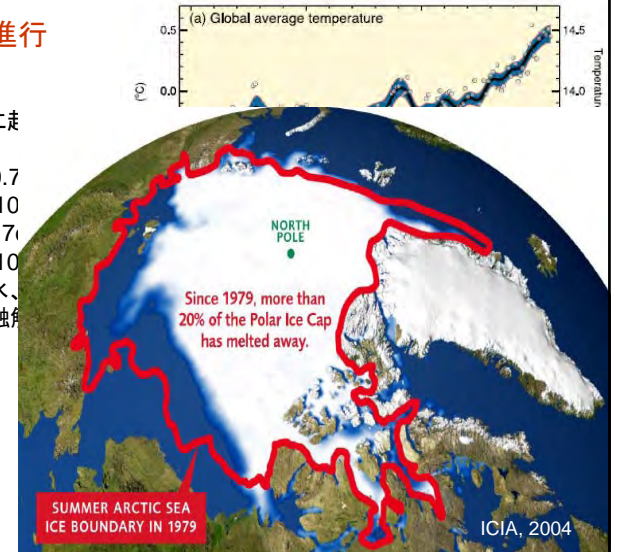 進行
(a) Global average temperature
0.5
14.5
(°C)
0.0
14.0
NORTH
POLE
Since 1979, more than
20% of the Polar Ice Cap
has melted away.
SUMMER ARCTIC SEA
ICE BOUNDARY IN 1979
ICIA, 2004